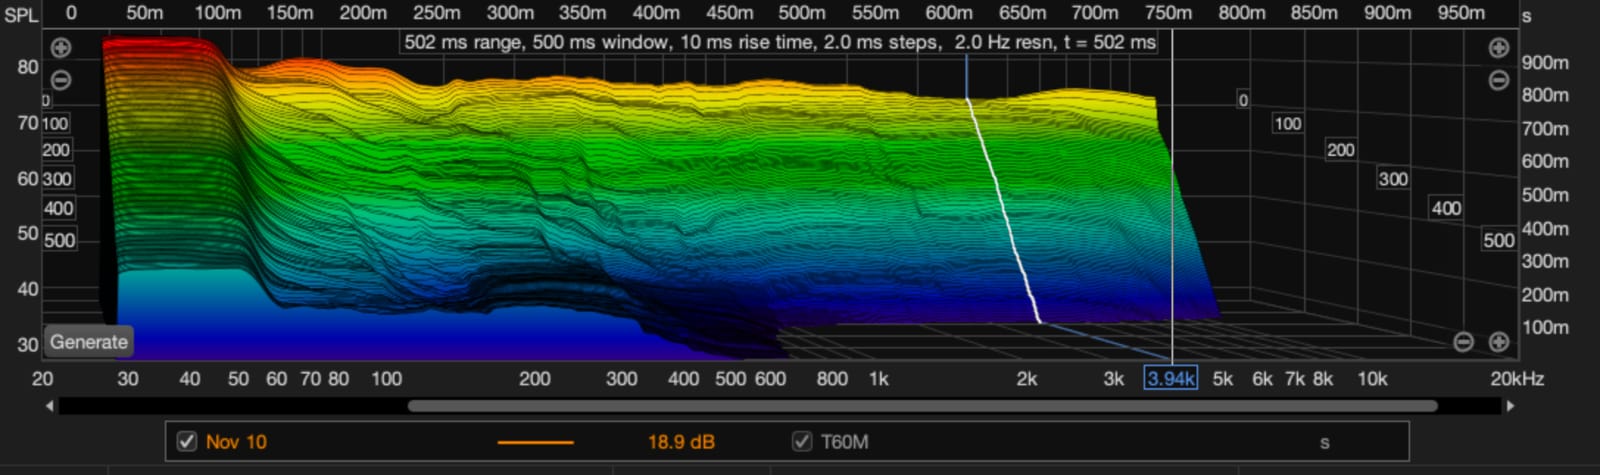 SPL 0 50m 100m 150m 200m 250m 300m 350m 400m 450m 500m 550m 600m 650m 700m 750m 800m 850m 900m 950m s
502 ms range, 500 ms window, 10 ms rise time, 2.0 ms steps, 2.0 Hz resn, t = 502 ms
80 900m
0 0 800m
70 100 100 700m
200 200 600m
60 300 300 500m
400 400
50 500 500 400m
300m
40 200m
100m
30 Generate
20 30 40 50 60 70 80 100 200 300 400 500 600 800 1k 2k 3k 3.94k 5k 6k 7k 8k 10k 20kHz
Nov 10 18.9 dB T60M s